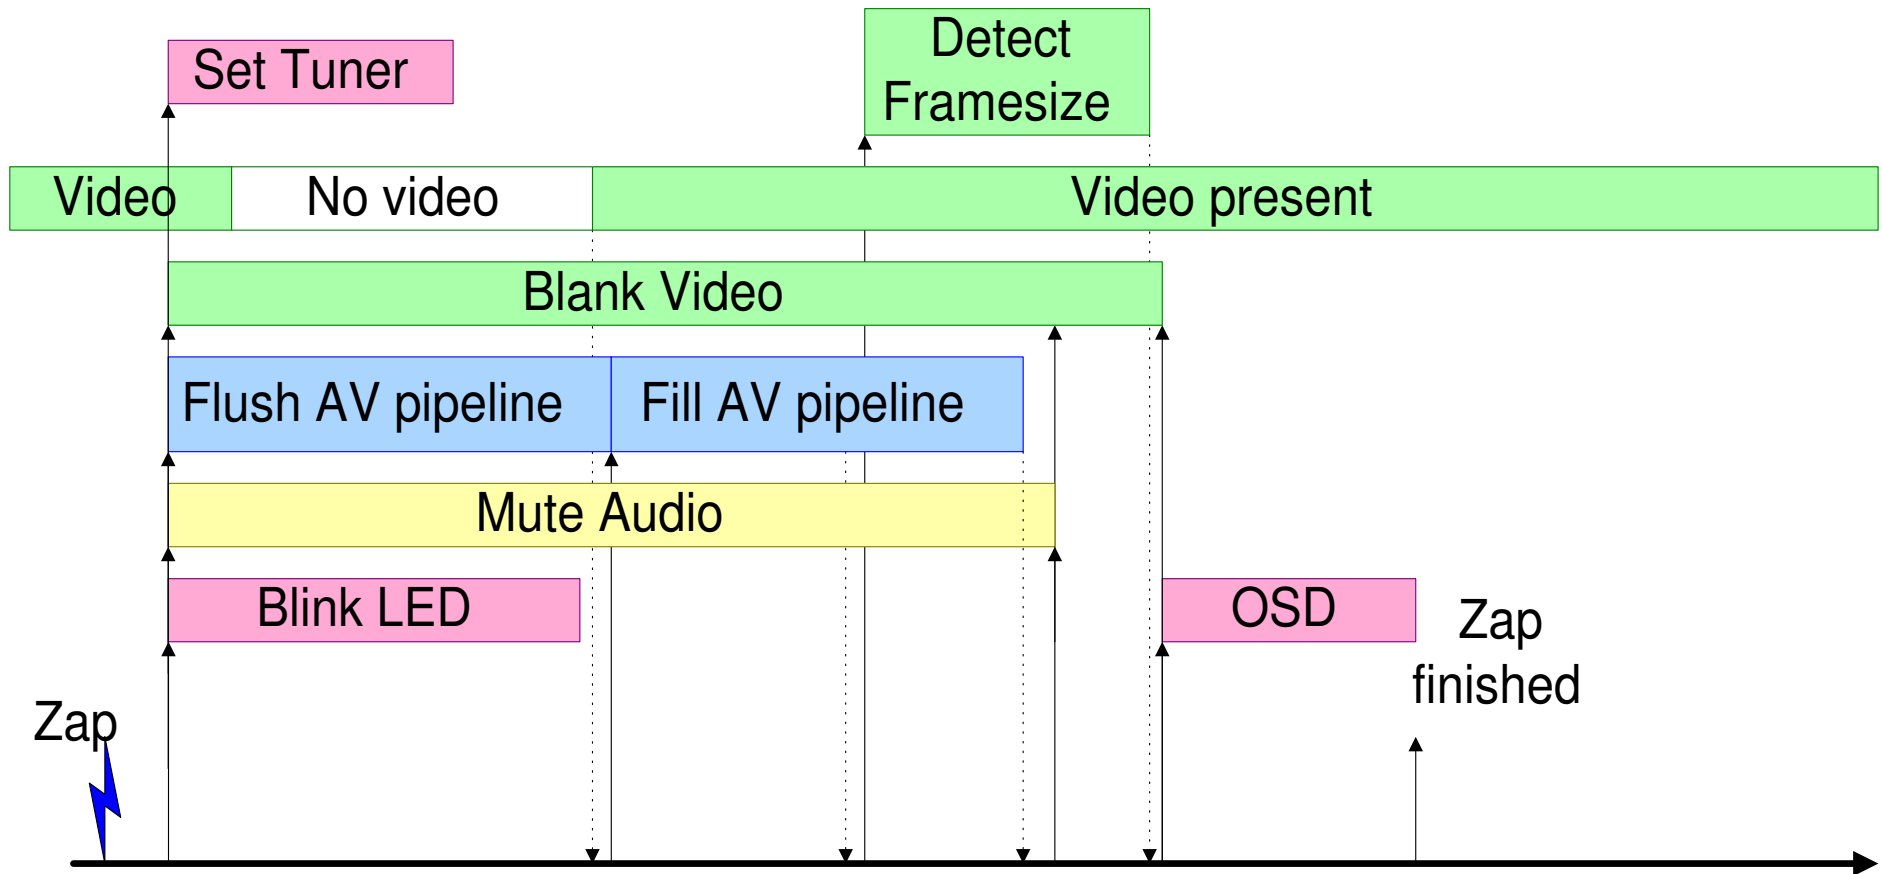 Detect
Framesize
Set Tuner
Video
No video
Video present
Blank Video
Flush AV pipeline
Fill AV pipeline
Mute Audio
Blink LED
OSD
Zap
finished
Zap